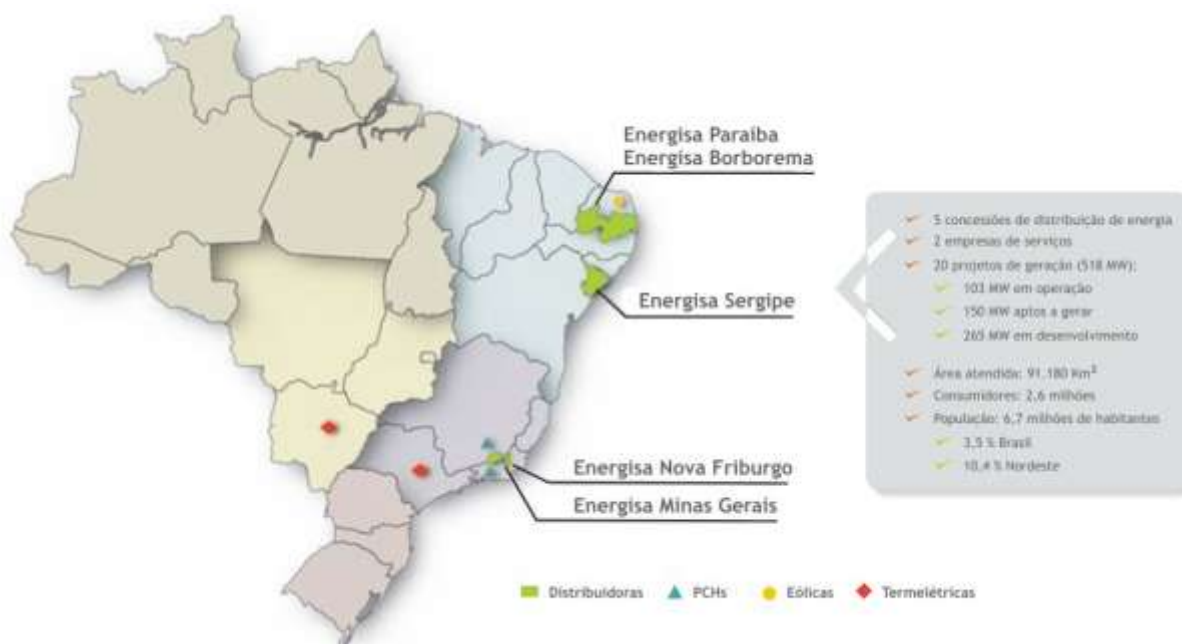 Energisa Paraíba
Energisa Borborema
Energisa Sergipe
Energisa Nova Friburgo
Energisa Minas Gerais
5 concessões de distribuição de energia
2 empresas de serviços
20 projetos de geração (518 MW):
103 MW em operação
150 MW aptos a gerar
265 MW em desenvolvimento
Área atendida: 91.180 Km²
Consumidores: 2,6 milhões
População: 6,7 milhões de habitantes
3,5 % Brasil
10,4 % Nordeste
Distribuidoras
PCHs
Eólicas
Termelétricas